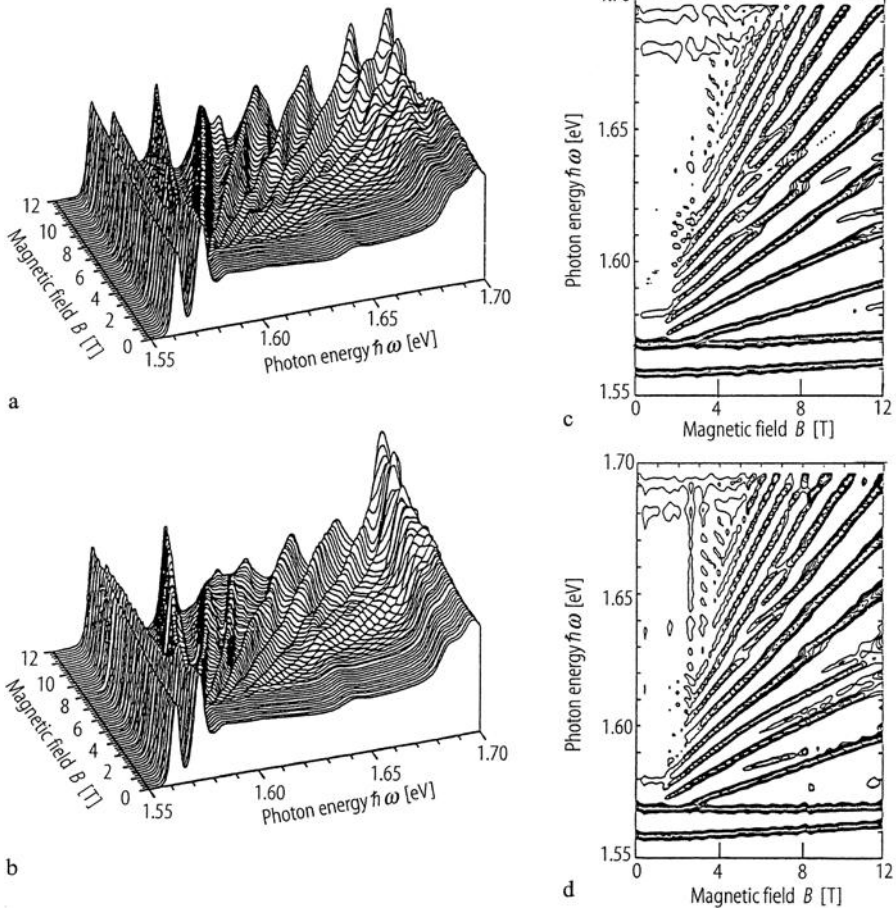 12
10
8
6
4
2
0
Magnetic field B [T]
1.55
1.60
1.65
1.70
Photon energy ℏω [eV]
a
12
10
8
6
4
2
0
Magnetic field B [T]
1.55
1.60
1.65
1.70
Photon energy ℏω [eV]
b
1.65
1.60
1.55
Photon energy ℏω [eV]
0 4 8 12
Magnetic field B [T]
c
1.70
1.65
1.60
1.55
Photon energy ℏω [eV]
0 4 8 12
Magnetic field B [T]
d